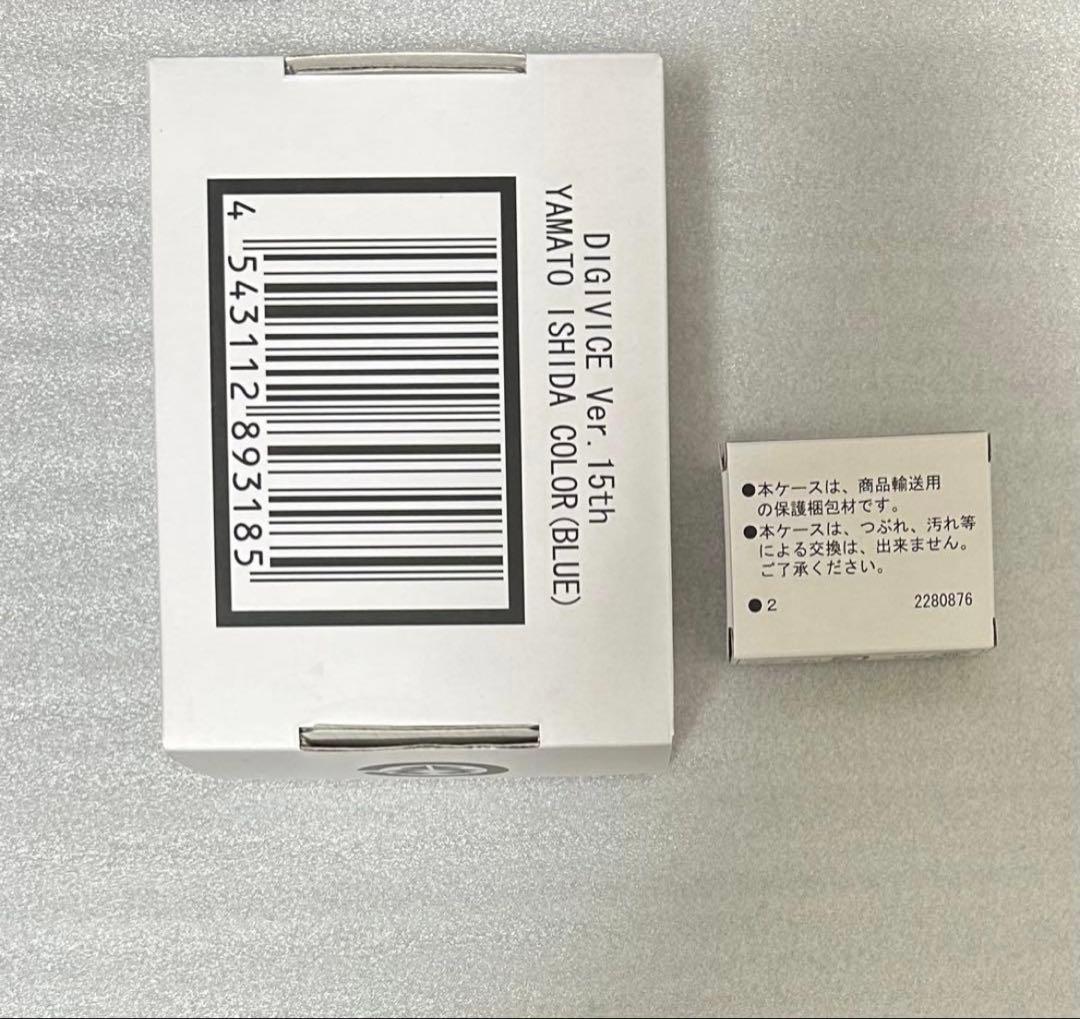 DIGIVICE Ver.15th
YAMATO ISHIDA COLOR(BLUE)
4 543112 893185
●本ケースは、商品輸送用
の保護梱包材です。
●本ケースは、つぶれ、汚れ等
による交換は、出来ません。
ご了承ください。
●2 2280876